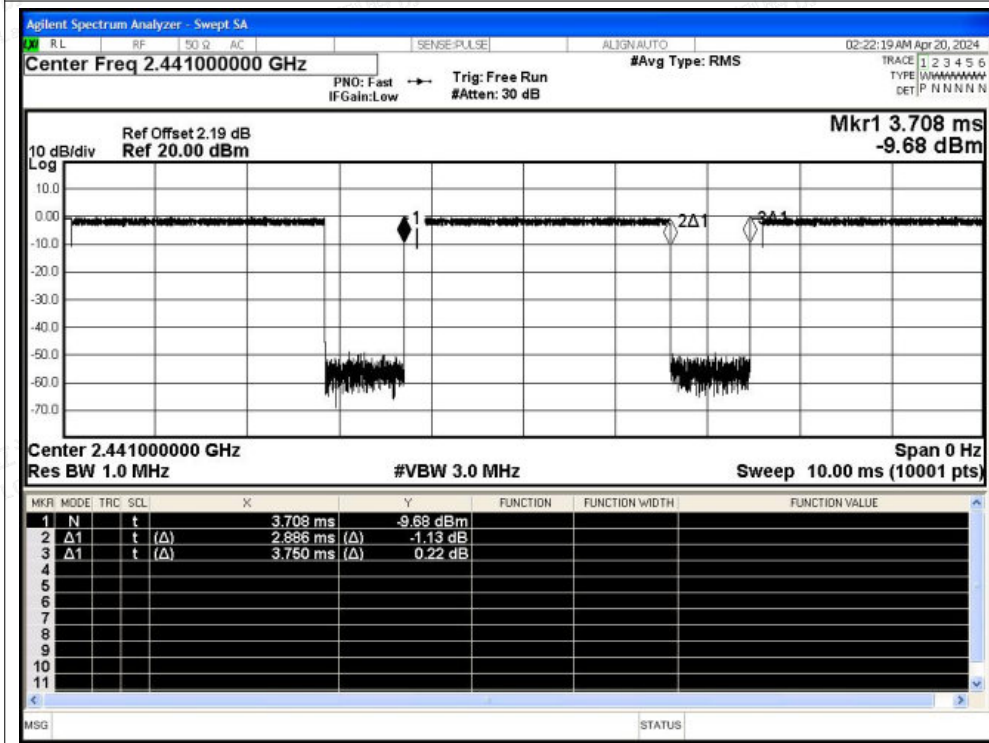 Agilent Spectrum Analyzer - Swept SA
LXI RL RF 50 Ω AC SENSE:PULSE ALIGN AUTO 02:22:19 AM Apr 20, 2024
Center Freq 2.441000000 GHz #Avg Type: RMS TRACE 1 2 3 4 5 6
PNO: Fast Trig: Free Run TYPE WWWWWW
IFGain:Low #Atten: 30 dB DET P N N N N N
Ref Offset 2.19 dB Mkr1 3.708 ms
10 dB/div Ref 20.00 dBm -9.68 dBm
Log
10.0
0.00
1 2Δ1 3Δ1
-10.0
-20.0
-30.0
-40.0
-50.0
-60.0
-70.0
Center 2.441000000 GHz Span 0 Hz
Res BW 1.0 MHz #VBW 3.0 MHz Sweep 10.00 ms (10001 pts)
MKR MODE TRC SCL X Y FUNCTION FUNCTION WIDTH FUNCTION VALUE
1 N t 3.708 ms -9.68 dBm
2 Δ1 t (Δ) 2.886 ms (Δ) -1.13 dB
3 Δ1 t (Δ) 3.750 ms (Δ) 0.22 dB
4
5
6
7
8
9
10
11
MSG STATUS